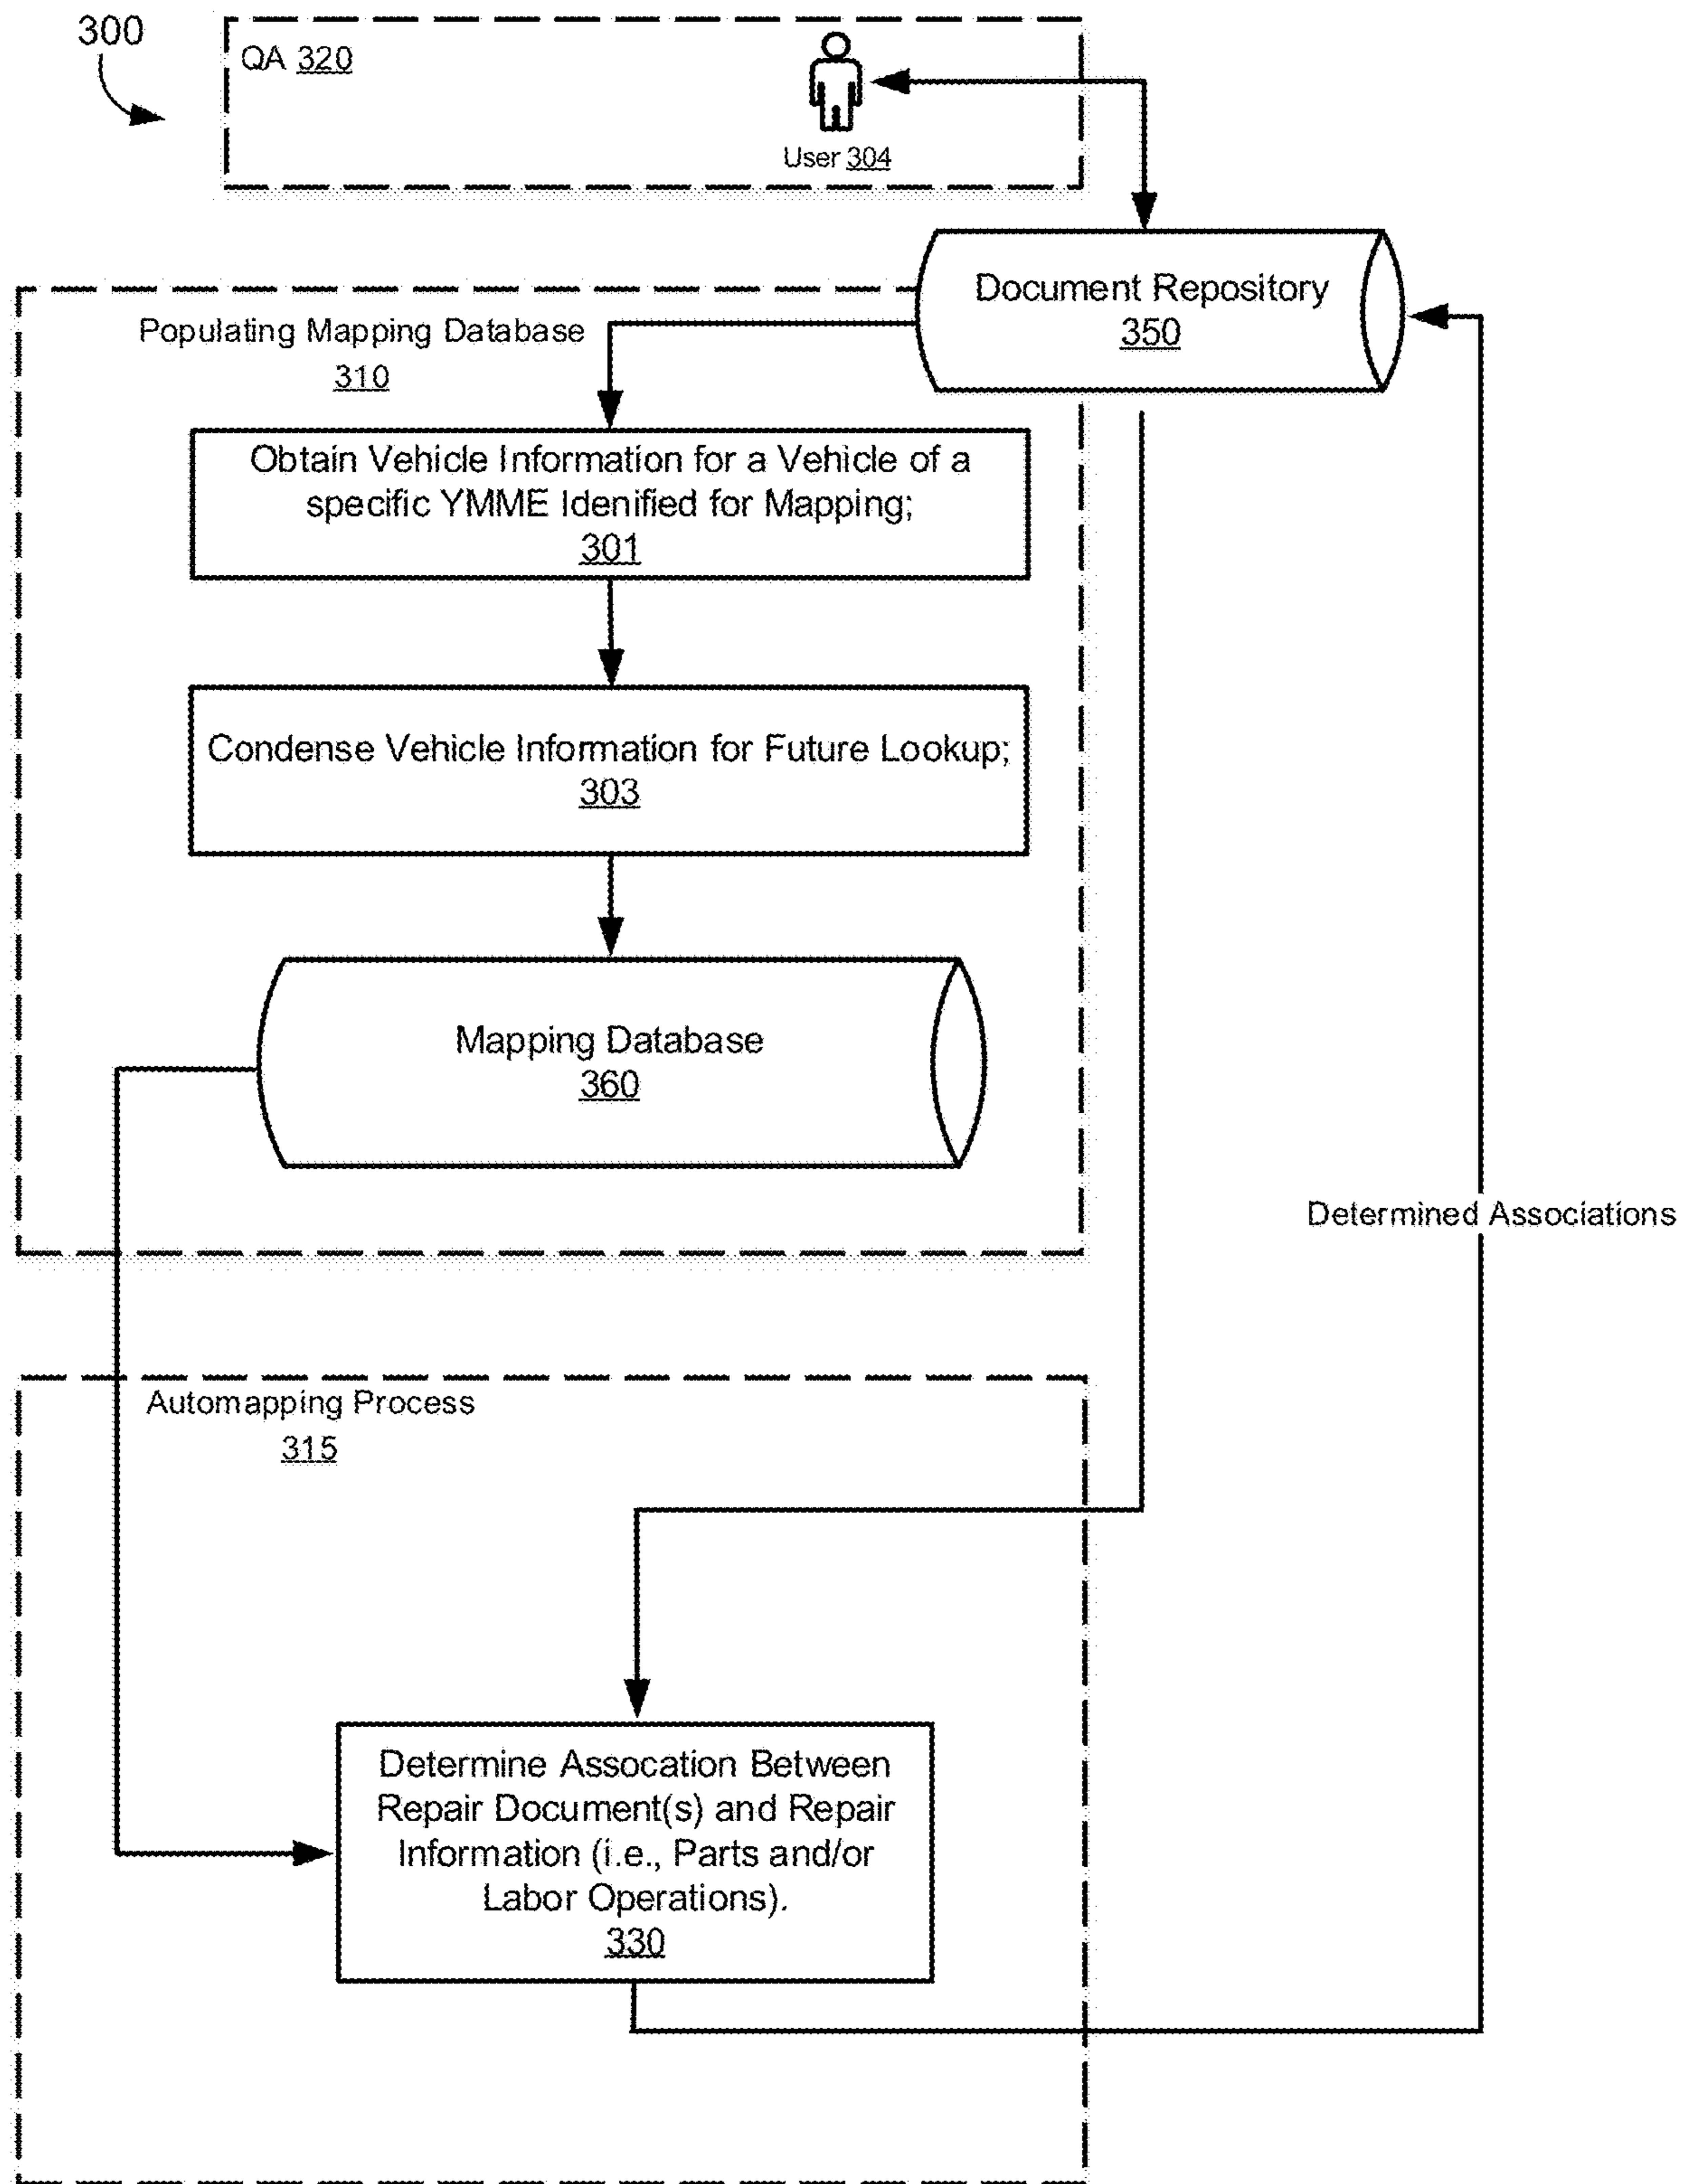 300
QA 320
User 304
Document Repository
350
Populating Mapping Database
310
Obtain Vehicle Information for a Vehicle of a
specific YMME Idenified for Mapping;
301
Condense Vehicle Information for Future Lookup;
303
Mapping Database
360
Determined Associations
Automapping Process
315
Determine Assocation Between
Repair Document(s) and Repair
Information (i.e., Parts and/or
Labor Operations).
330